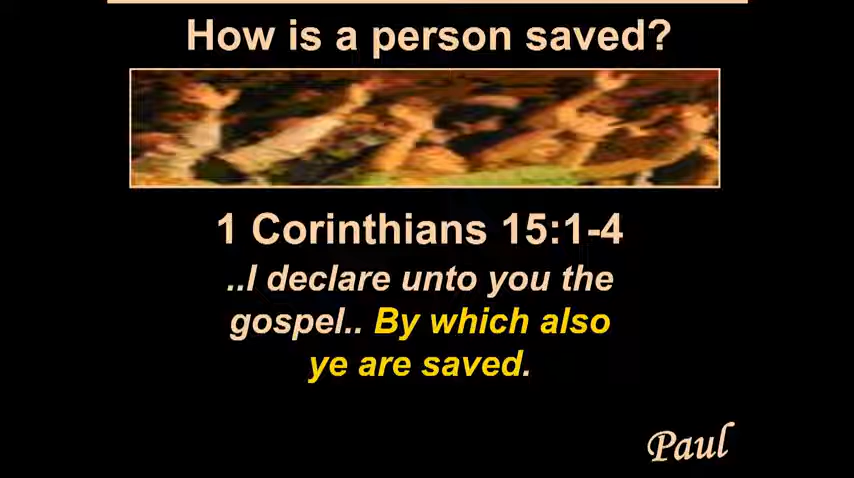 How is a person saved?
1 Corinthians 15:1-4
..I declare unto you the
gospel.. By which also
ye are saved.
Paul